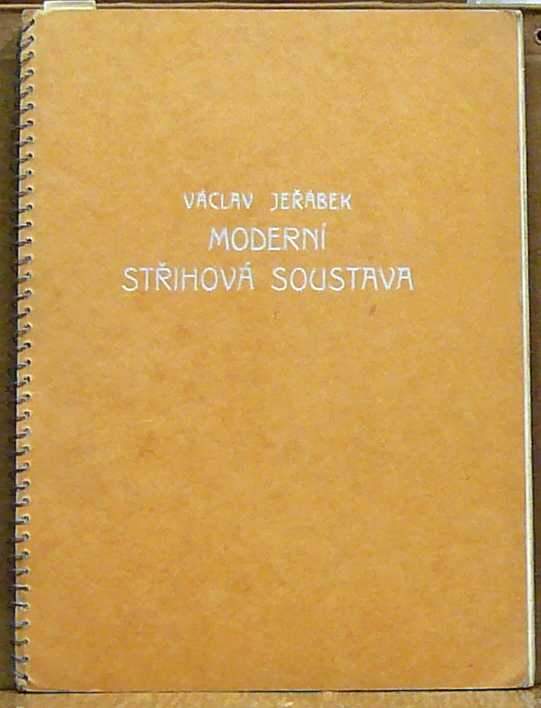 VÁCLAV JEŘÁBEK
MODERNÍ
STŘIHOVÁ SOUSTAVA